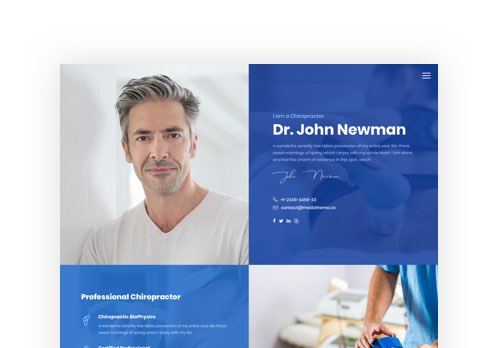 I am a Chiropractor
Dr. John Newman
A wonderful serenity has taken possession of my entire soul, like these
sweet mornings of spring which I enjoy with my whole heart. I am alone,
and feel the charm of existence in this spot, which
John Newman
+1-2345-3455-33
contact@medathome.co
Professional Chiropractor
Chiropractic BioPhysics
A wonderful serenity has taken possession of my entire soul, like these
sweet mornings of spring which I enjoy with my life.
Certified Professional